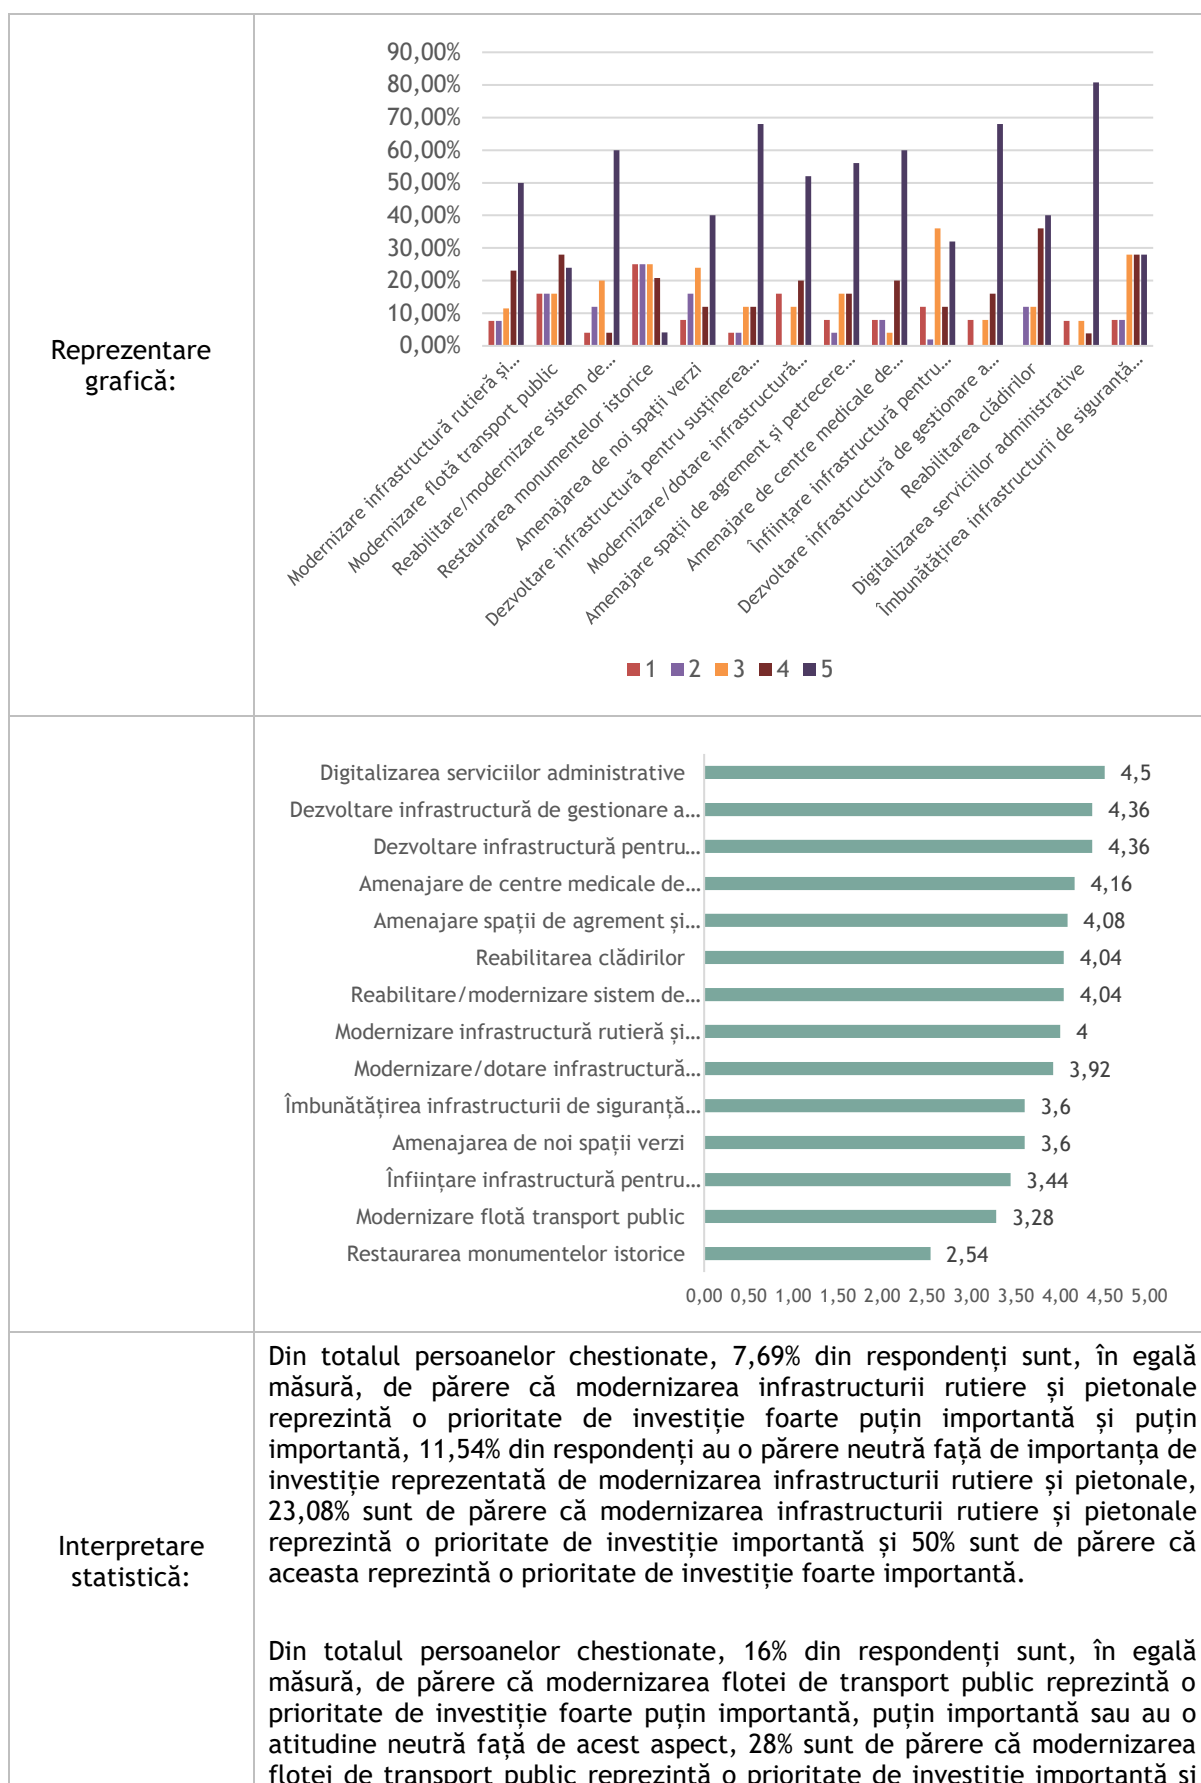 Reprezentare
grafică:
90,00%
80,00%
70,00%
60,00%
50,00%
40,00%
30,00%
20,00%
10,00%
0,00%
Modernizare infrastructură rutieră și...
Modernizare flotă transport public
Reabilitare/modernizare sistem de...
Restaurarea monumentelor istorice
Amenajarea de noi spații verzi
Dezvoltare infrastructură pentru susținerea...
Modernizare/dotare infrastructură...
Amenajare spații de agrement și petrecere...
Amenajare de centre medicale de...
Înființare infrastructură pentru...
Dezvoltare infrastructură de gestionare a...
Reabilitarea clădirilor
Digitalizarea serviciilor administrative
Îmbunătățirea infrastructurii de siguranță...
1 2 3 4 5
Digitalizarea serviciilor administrative 4,5
Dezvoltare infrastructură de gestionare a... 4,36
Dezvoltare infrastructură pentru... 4,36
Amenajare de centre medicale de... 4,16
Amenajare spații de agrement și... 4,08
Reabilitarea clădirilor 4,04
Reabilitare/modernizare sistem de... 4,04
Modernizare infrastructură rutieră și... 4
Modernizare/dotare infrastructură... 3,92
Îmbunătățirea infrastructurii de siguranță... 3,6
Amenajarea de noi spații verzi 3,6
Înființare infrastructură pentru... 3,44
Modernizare flotă transport public 3,28
Restaurarea monumentelor istorice 2,54
0,00 0,50 1,00 1,50 2,00 2,50 3,00 3,50 4,00 4,50 5,00
Interpretare
statistică:
Din totalul persoanelor chestionate, 7,69% din respondenți sunt, în egală
măsură, de părere că modernizarea infrastructurii rutiere și pietonale
reprezintă o prioritate de investiție foarte puțin importantă și puțin
importantă, 11,54% din respondenți au o părere neutră față de importanța de
investiție reprezentată de modernizarea infrastructurii rutiere și pietonale,
23,08% sunt de părere că modernizarea infrastructurii rutiere și pietonale
reprezintă o prioritate de investiție importantă și 50% sunt de părere că
aceasta reprezintă o prioritate de investiție foarte importantă.
Din totalul persoanelor chestionate, 16% din respondenți sunt, în egală
măsură, de părere că modernizarea flotei de transport public reprezintă o
prioritate de investiție foarte puțin importantă, puțin importantă sau au o
atitudine neutră față de acest aspect, 28% sunt de părere că modernizarea
flotei de transport public reprezintă o prioritate de investiție importantă și